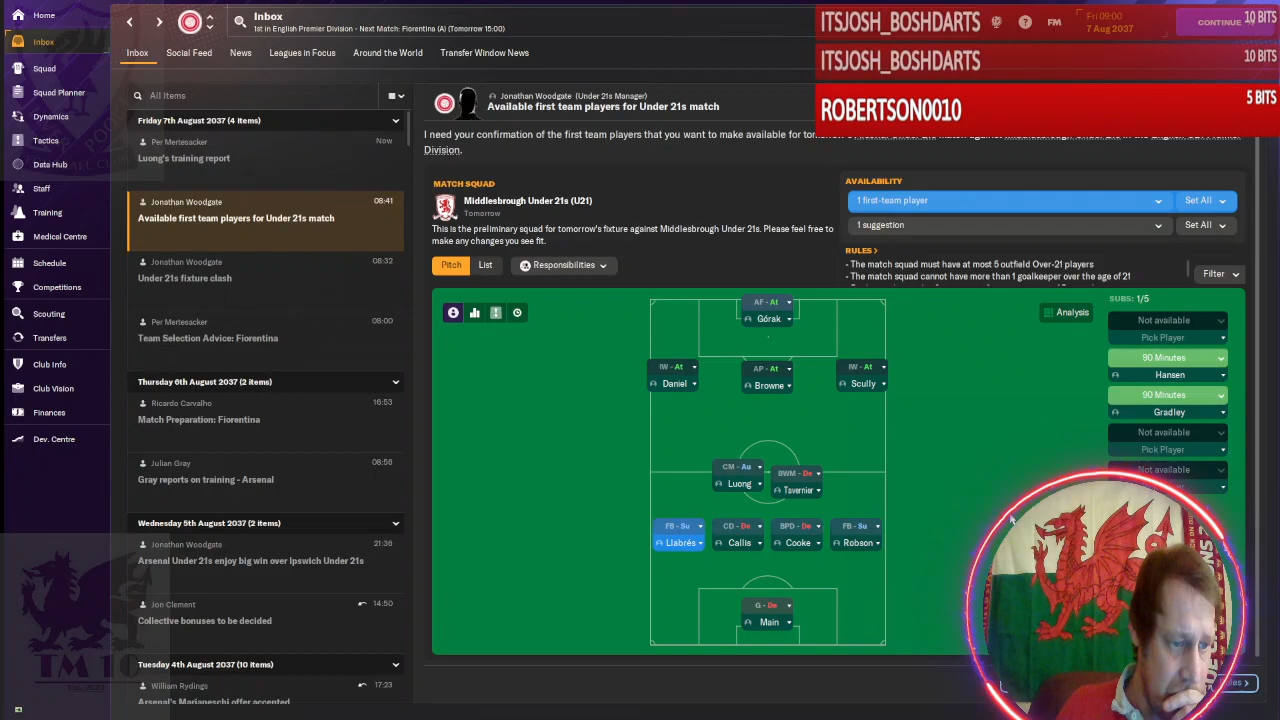 Home
Inbox
Squad
Squad Planner
Dynamics
Tactics
Data Hub
Staff
Training
Medical Centre
Schedule
Competitions
Scouting
Transfers
Club Info
Club Vision
Finances
Dev. Centre
TM10
Inbox
1st in English Premier Division - Next Match: Fiorentina (A) (Tomorrow 15:00)
FM
Fri 09:00
7 Aug 2037
CONTINUE
ITSJOSH_BOSHDARTS
10 BITS
ITSJOSH_BOSHDARTS
10 BITS
ROBERTSON0010
5 BITS
Inbox
Social Feed
News
Leagues in Focus
Around the World
Transfer Window News
All Items
Friday 7th August 2037 (4 Items)
Per Mertesacker
Now
Luong's training report
Jonathan Woodgate
08:41
Available first team players for Under 21s match
Jonathan Woodgate
08:32
Under 21s fixture clash
Per Mertesacker
08:00
Team Selection Advice: Fiorentina
Thursday 6th August 2037 (2 Items)
Ricardo Carvalho
16:53
Match Preparation: Fiorentina
Julian Gray
08:56
Gray reports on training - Arsenal
Wednesday 5th August 2037 (2 Items)
Jonathan Woodgate
21:36
Arsenal Under 21s enjoy big win over Ipswich Under 21s
Jon Clement
14:50
Collective bonuses to be decided
Tuesday 4th August 2037 (10 Items)
William Rydings
17:23
Arsenal's Marianeschi offer accepted
Jonathan Woodgate (Under 21s Manager)
Available first team players for Under 21s match
I need your confirmation of the first team players that you want to make available for
Division.
MATCH SQUAD
Middlesbrough Under 21s (U21)
Tomorrow
This is the preliminary squad for tomorrow's fixture against Middlesbrough Under 21s. Please feel free to
make any changes you see fit.
Pitch
List
Responsibilities
AVAILABILITY
1 first-team player
Set All
1 suggestion
Set All
RULES >
- The match squad must have at most 5 outfield Over-21 players
- The match squad cannot have more than 1 goalkeeper over the age of 21
Filter
Analysis
AF - At
Górak
IW - At
Daniel
AP - At
Browne
IW - At
Scully
CM - Au
Luong
BWM - De
Tavernier
FB - Su
Llabrés
CD - De
Callis
BPD - De
Cooke
FB - Su
Robson
G - De
Main
SUBS: 1/5
Not available
Pick Player
90 Minutes
Hansen
90 Minutes
Gradley
Not available
Pick Player
Not available